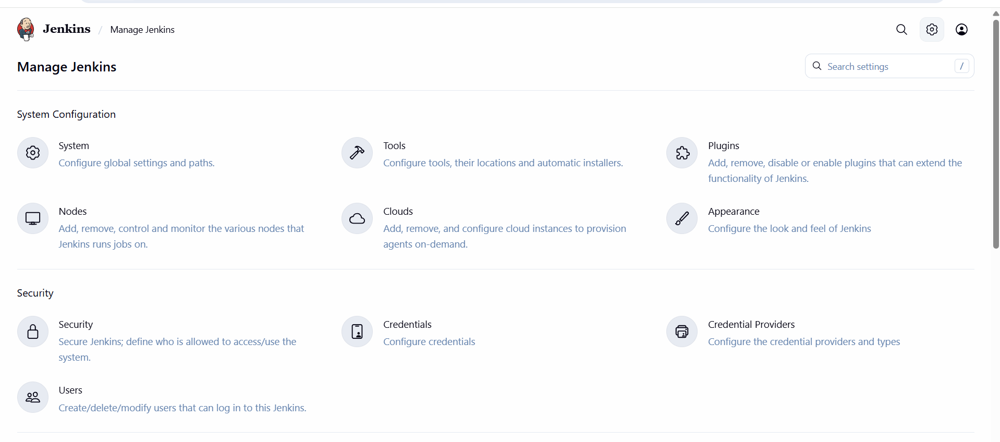 Jenkins / Manage Jenkins
Manage Jenkins
Search settings /
System Configuration
System
Configure global settings and paths.
Tools
Configure tools, their locations and automatic installers.
Plugins
Add, remove, disable or enable plugins that can extend the
functionality of Jenkins.
Nodes
Add, remove, control and monitor the various nodes that
Jenkins runs jobs on.
Clouds
Add, remove, and configure cloud instances to provision
agents on-demand.
Appearance
Configure the look and feel of Jenkins
Security
Security
Secure Jenkins; define who is allowed to access/use the
system.
Credentials
Configure credentials
Credential Providers
Configure the credential providers and types
Users
Create/delete/modify users that can log in to this Jenkins.